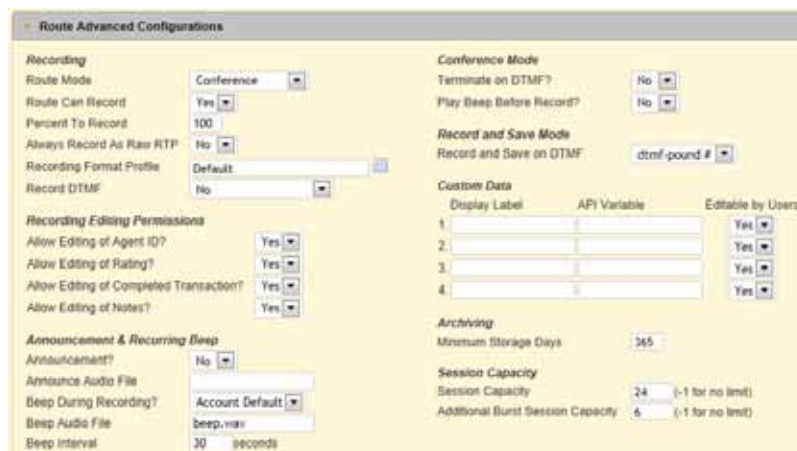 Route Advanced Configurations
Recording
Route Mode Conference
Route Can Record Yes
Percent To Record 100
Always Record As Raw RTP No
Recording Format Profile Default
Record DTMF No
Recording Editing Permissions
Allow Editing of Agent ID? Yes
Allow Editing of Rating? Yes
Allow Editing of Completed Transaction? Yes
Allow Editing of Notes? Yes
Announcement & Recurring Beep
Announcement? No
Announce Audio File
Beep During Recording? Account Default
Beep Audio File beep.wav
Beep Interval 30 seconds
Conference Mode
Terminate on DTMF? No
Play Beep Before Record? No
Record and Save Mode
Record and Save on DTMF dtmf-pound #
Custom Data
Display Label API Variable Editable by Users
1. Yes
2. Yes
3. Yes
4. Yes
Archiving
Minimum Storage Days 365
Session Capacity
Session Capacity 24 (-1 for no limit)
Additional Burst Session Capacity 6 (-1 for no limit)